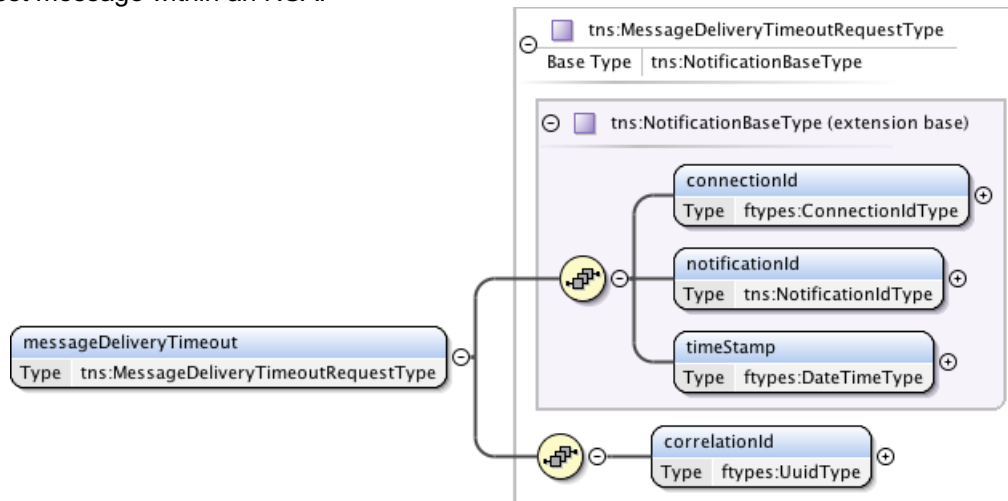 tns:MessageDeliveryTimeoutRequestType
Base Type tns:NotificationBaseType
tns:NotificationBaseType (extension base)
connectionId
Type ftypes:ConnectionIdType
notificationId
Type tns:NotificationIdType
messageDeliveryTimeout
Type tns:MessageDeliveryTimeoutRequestType
timeStamp
Type ftypes:DateTimeType
correlationId
Type ftypes:UuidType